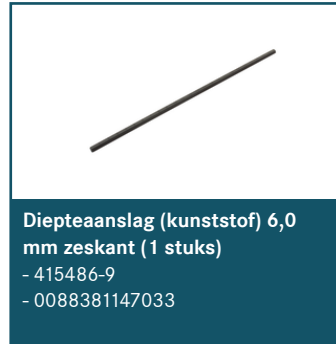 Diepteaanslag (kunststof) 6,0
mm zeskant (1 stuks)
- 415486-9
- 0088381147033